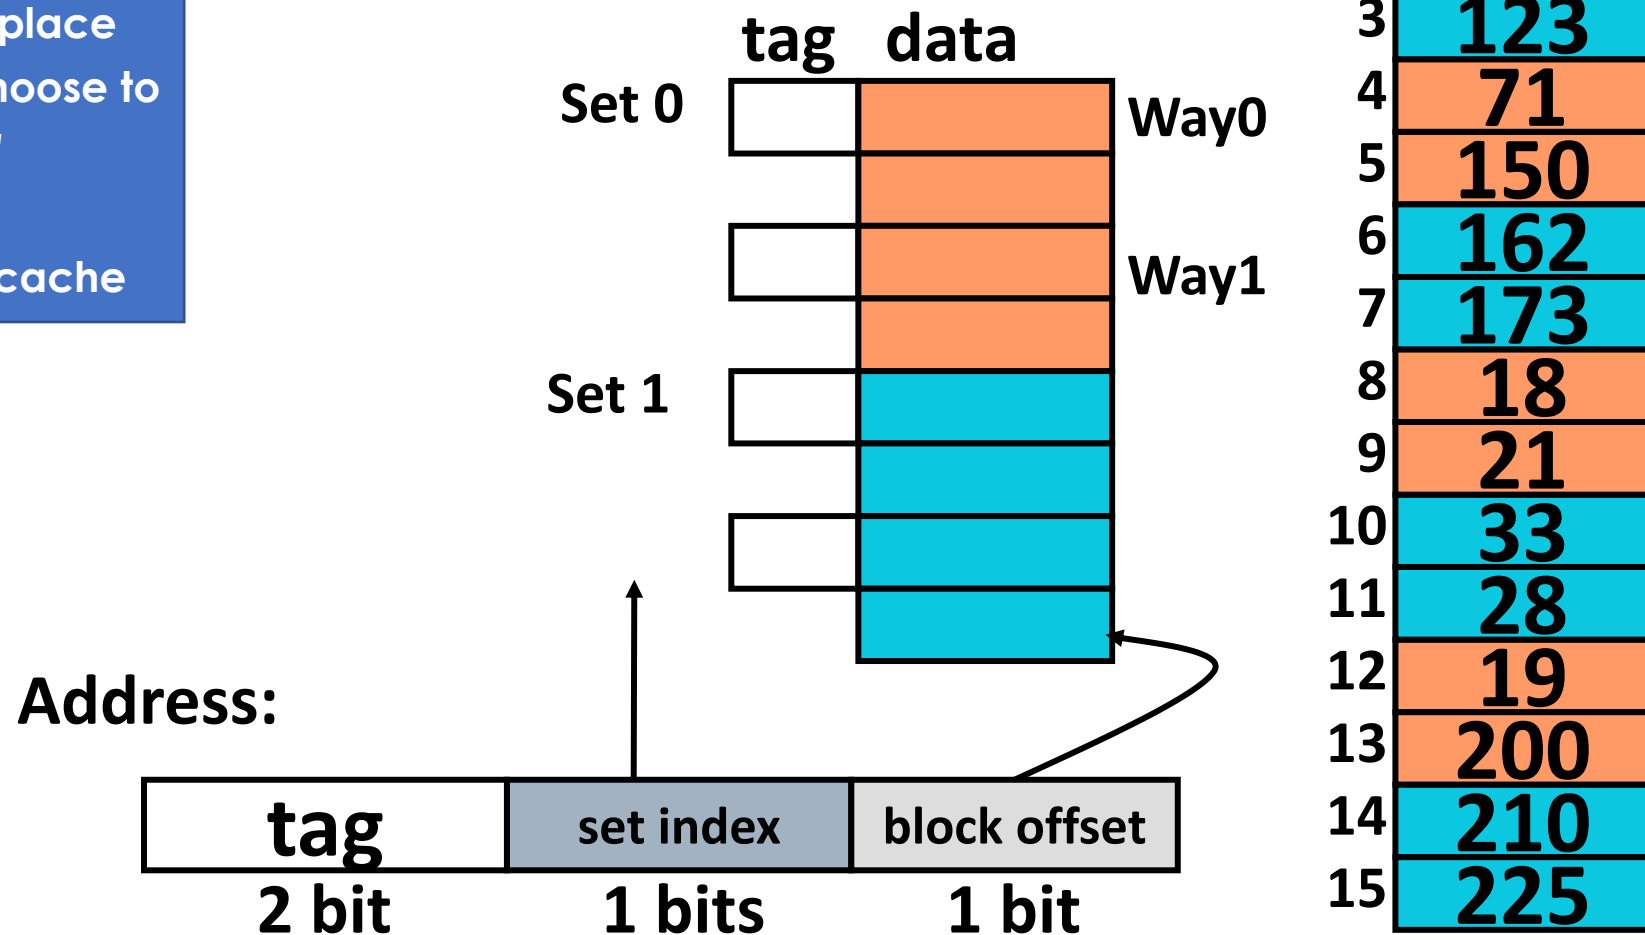 place
hoose to
cache
tag data
Set 0
Way0
Way1
Set 1
Address:
tag set index block offset
2 bit 1 bits 1 bit
3 123
4 71
5 150
6 162
7 173
8 18
9 21
10 33
11 28
12 19
13 200
14 210
15 225